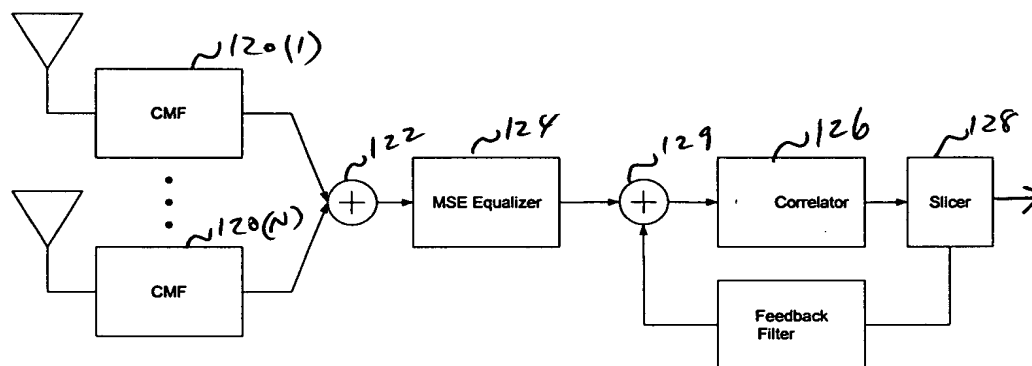 120(1)
CMF
122
124
129
126
128
MSE Equalizer
Correlator
Slicer
120(N)
CMF
Feedback
Filter